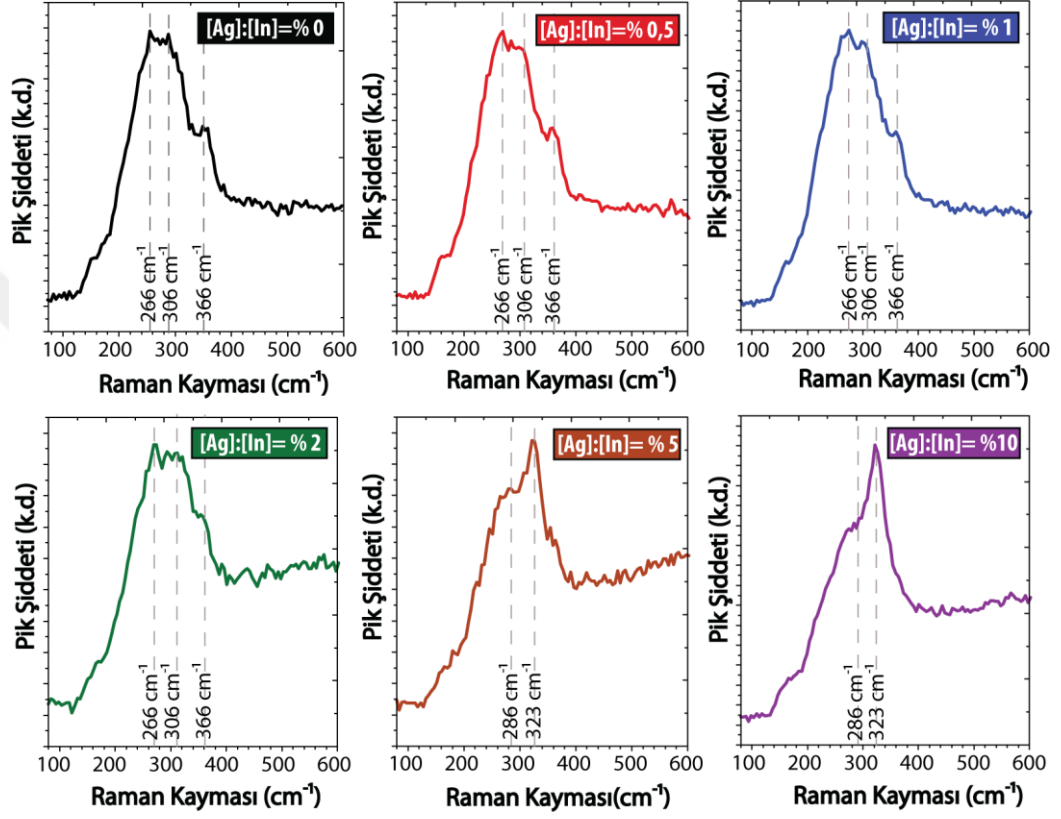 [Ag]:[In]=% 0
Pik Şiddeti (k.d.)
266 cm⁻¹
306 cm⁻¹
366 cm⁻¹
100 200 300 400 500 600
Raman Kayması (cm⁻¹)
[Ag]:[In]=% 0,5
Pik Şiddeti (k.d.)
266 cm⁻¹
306 cm⁻¹
366 cm⁻¹
100 200 300 400 500 600
Raman Kayması (cm⁻¹)
[Ag]:[In]=% 1
Pik Şiddeti (k.d.)
266 cm⁻¹
306 cm⁻¹
366 cm⁻¹
100 200 300 400 500 600
Raman Kayması (cm⁻¹)
[Ag]:[In]= % 2
Pik Şiddeti (k.d.)
266 cm⁻¹
306 cm⁻¹
366 cm⁻¹
100 200 300 400 500 600
Raman Kayması (cm⁻¹)
[Ag]:[In]= % 5
Pik Şiddeti (k.d.)
286 cm⁻¹
323 cm⁻¹
100 200 300 400 500 600
Raman Kayması(cm⁻¹)
[Ag]:[In]= %10
Pik Şiddeti (k.d.)
286 cm⁻¹
323 cm⁻¹
100 200 300 400 500 600
Raman Kayması (cm⁻¹)